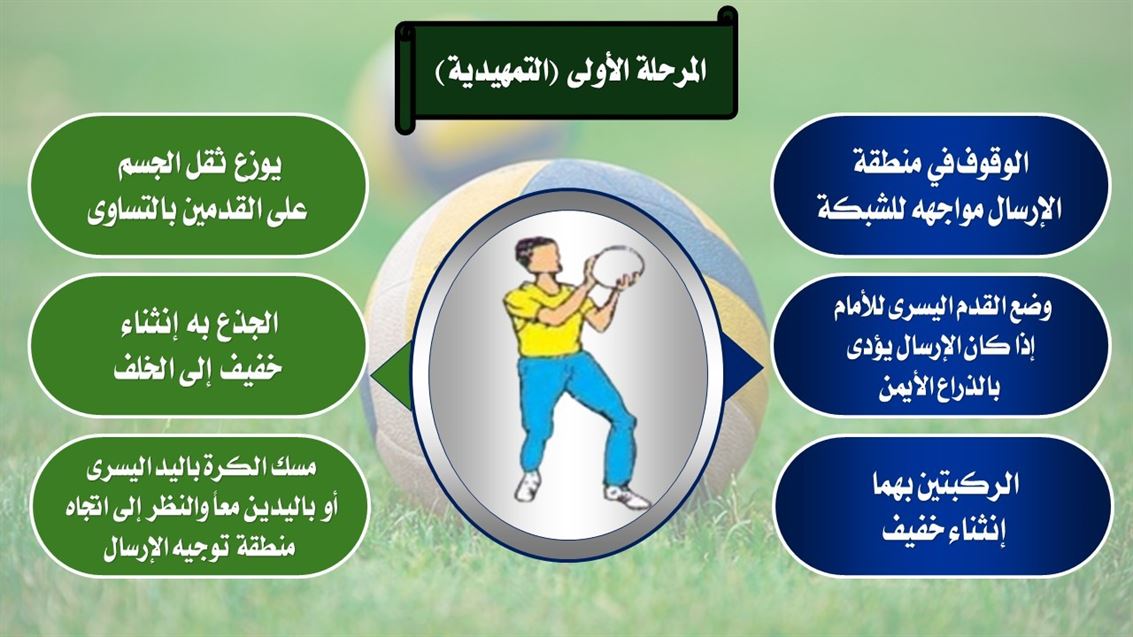 المرحلة الأولى (التمهيدية)
الوقوف في منطقة
الإرسال مواجهه للشبكة
وضع القدم اليسرى للأمام
إذا كان الإرسال يؤدى
بالذراع الأيمن
الركبتين بهما
إنثناء خفيف
يوزع ثقل الجسم
على القدمين بالتساوى
الجذع به إنثناء
خفيف إلى الخلف
مسك الكرة باليد اليسرى
أو باليدين معاً والنظر إلى اتجاه
منطقة توجيه الإرسال